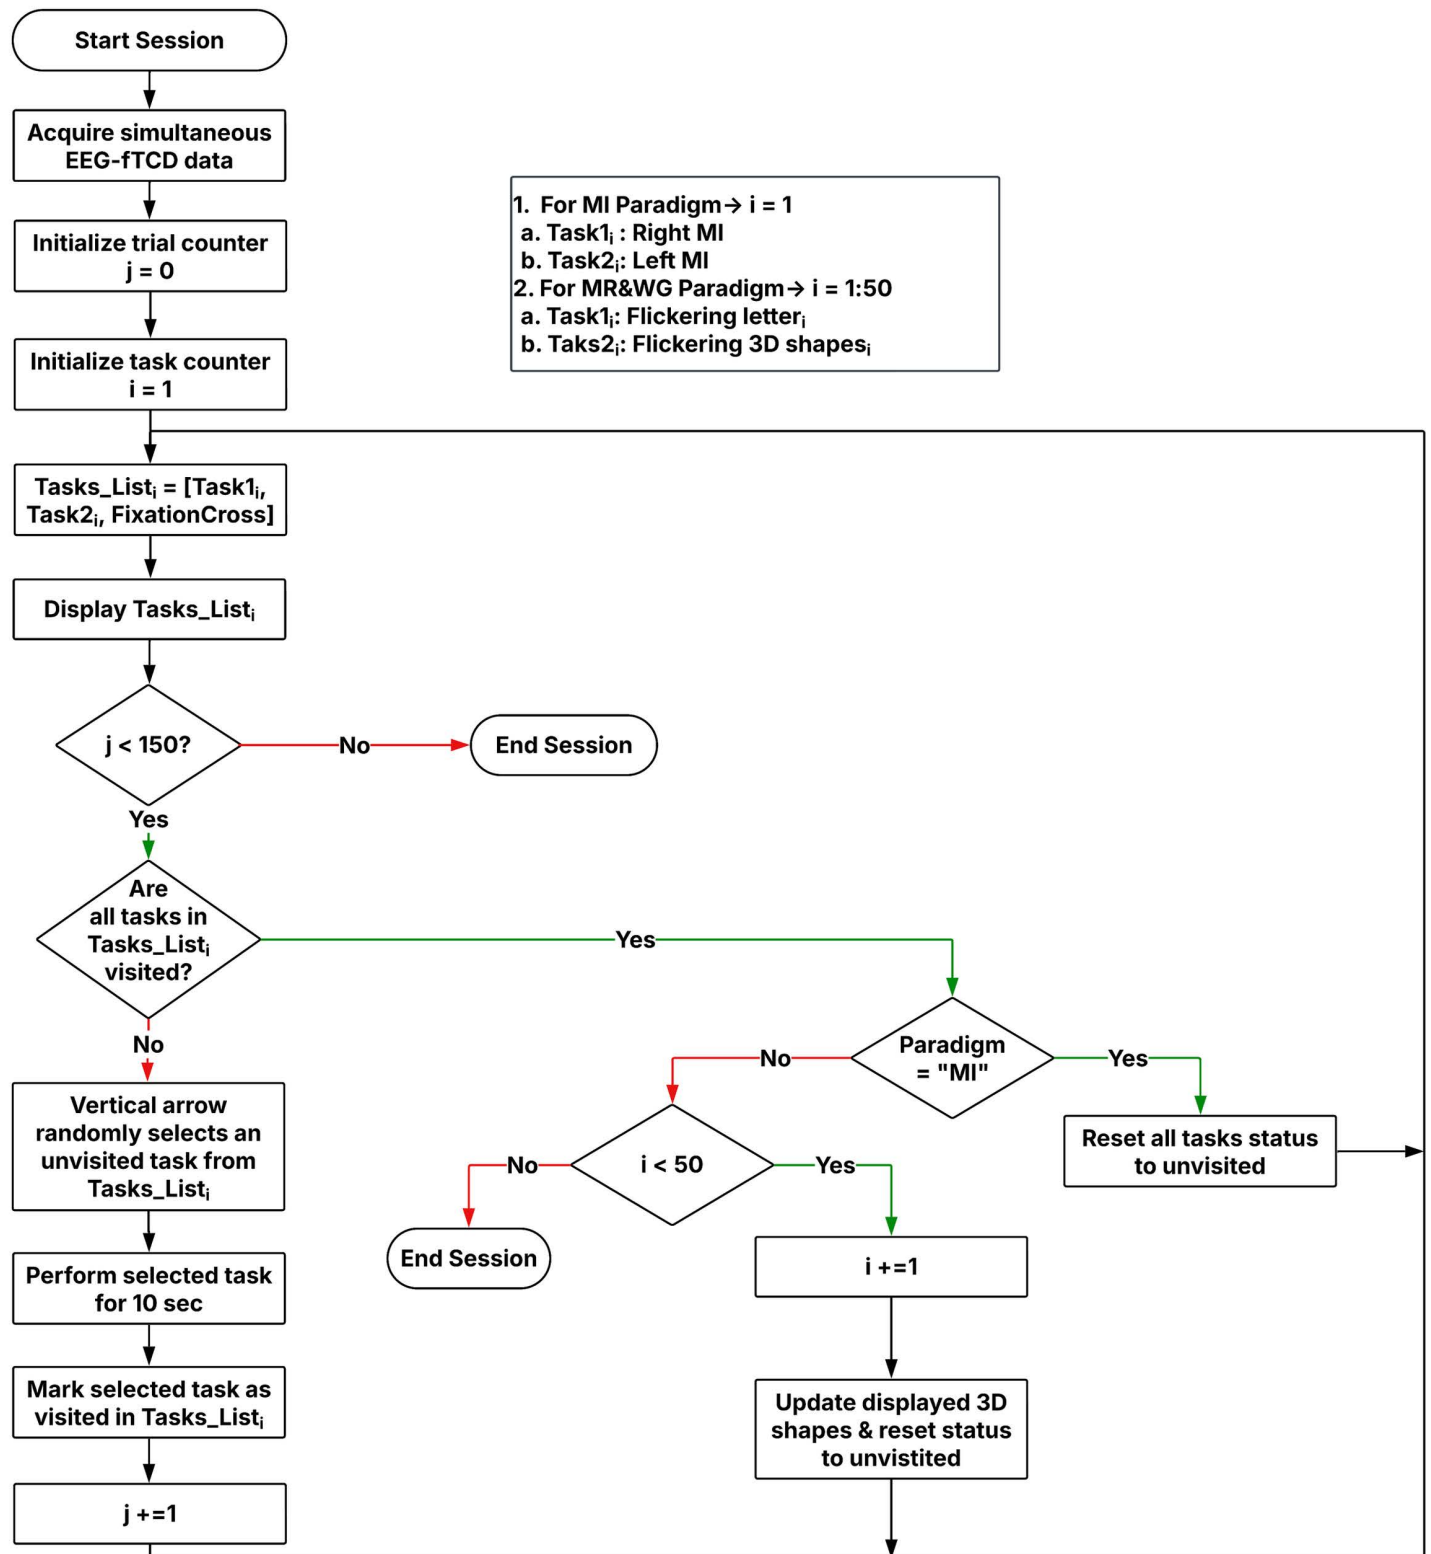 Start Session
Acquire simultaneous
EEG-fTCD data
Initialize trial counter
j = 0
Initialize task counter
i = 1
1. For MI Paradigm→ i = 1
a. Task1ᵢ : Right MI
b. Task2ᵢ: Left MI
2. For MR&WG Paradigm→ i = 1:50
a. Task1ᵢ: Flickering letterᵢ
b. Taks2ᵢ: Flickering 3D shapesᵢ
Tasks_Listᵢ = [Task1ᵢ,
Task2ᵢ, FixationCross]
Display Tasks_Listᵢ
j < 150?
No
End Session
Yes
Are
all tasks in
Tasks_Listᵢ
visited?
Yes
No
Paradigm
= "MI"
No
Yes
Vertical arrow
randomly selects an
unvisited task from
Tasks_Listᵢ
Reset all tasks status
to unvisited
i < 50
No
Yes
End Session
i +=1
Perform selected task
for 10 sec
Mark selected task as
visited in Tasks_Listᵢ
Update displayed 3D
shapes & reset status
to unvistited
j +=1